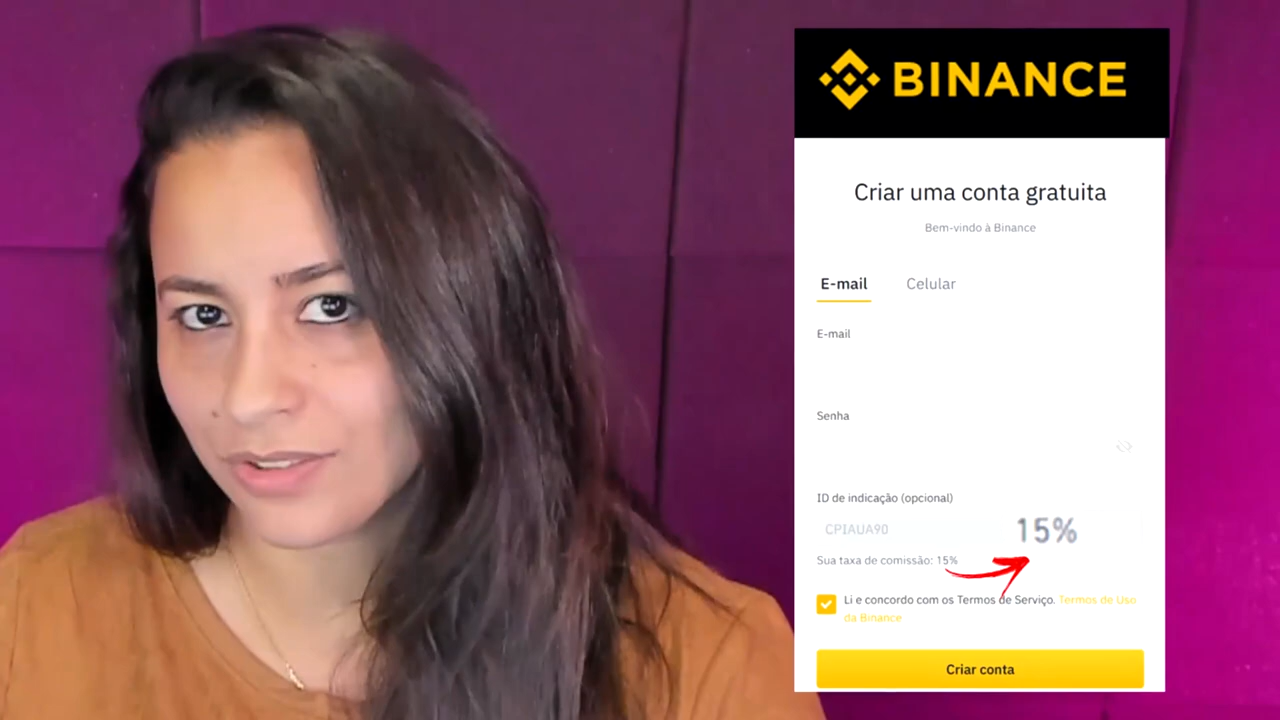 BINANCE
Criar uma conta gratuita
Bem-vindo à Binance
E-mail
Celular
E-mail
Senha
ID de indicação (opcional)
CPIAUA90
15%
Sua taxa de comissão: 15%
Li e concordo com os Termos de Serviço. Termos de Uso
da Binance
Criar conta